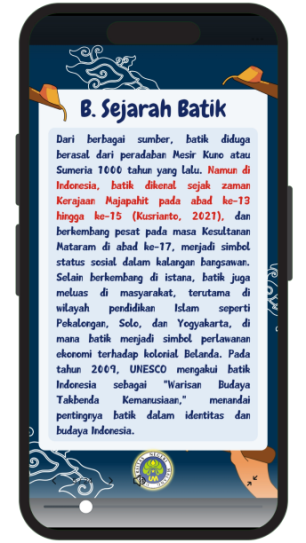 B. Sejarah Batik
Dari berbagai sumber, batik diduga
berasal dari peradaban Mesir Kuno atau
Sumeria 1000 tahun yang lalu. Namun di
Indonesia, batik dikenal sejak zaman
Kerajaan Majapahit pada abad ke-13
hingga ke-15 (Kusrianto, 2021), dan
berkembang pesat pada masa Kesultanan
Mataram di abad ke-17, menjadi simbol
status sosial dalam kalangan bangsawan.
Selain berkembang di istana, batik juga
meluas di masyarakat, terutama di
wilayah pendidikan Islam seperti
Pekalongan, Solo, dan Yogyakarta, di
mana batik menjadi simbol perlawanan
ekonomi terhadap kolonial Belanda. Pada
tahun 2009, UNESCO mengakui batik
Indonesia sebagai "Warisan Budaya
Takbenda Kemanusiaan," menandai
pentingnya batik dalam identitas dan
budaya Indonesia.